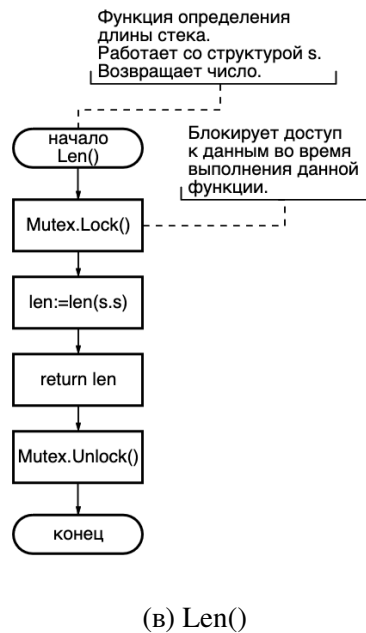 Функция определения
длины стека.
Работает со структурой s.
Возвращает число.
начало
Len()
Блокирует доступ
к данным во время
выполнения данной
функции.
Mutex.Lock()
len:=len(s.s)
return len
Mutex.Unlock()
конец
(в) Len()